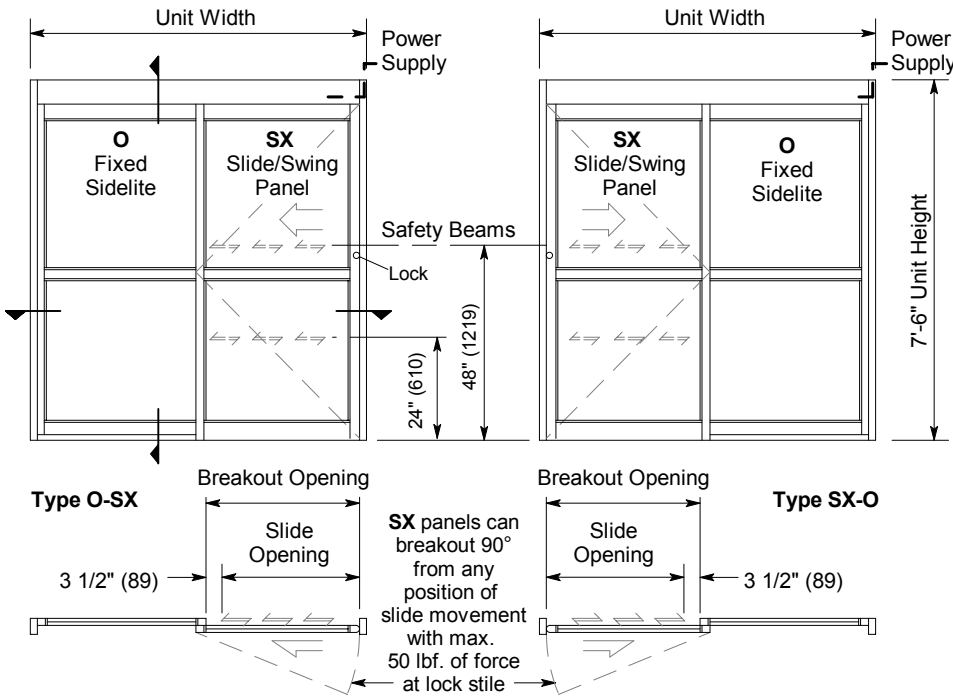 Unit Width
Unit Width
Power
Supply
Power
Supply
O
Fixed
Sidelite
SX
Slide/Swing
Panel
SX
Slide/Swing
Panel
O
Fixed
Sidelite
Safety Beams
Lock
24" (610)
48" (1219)
7'-6" Unit Height
Type O-SX
Breakout Opening
Breakout Opening
Type SX-O
Slide
Opening
Slide
Opening
3 1/2" (89)
3 1/2" (89)
SX panels can
breakout 90°
from any
position of
slide movement
with max.
50 lbf. of force
at lock stile